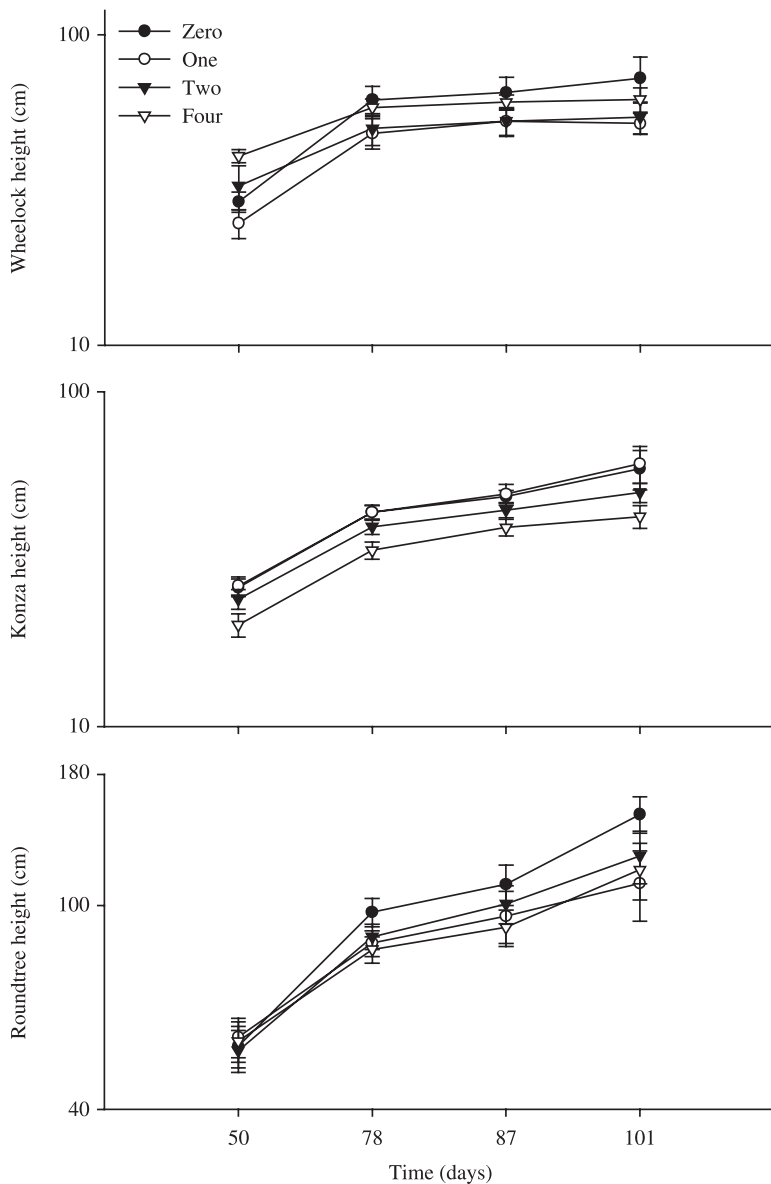 Zero
One
Two
Four
100
10
Wheelock height (cm)
100
10
Konza height (cm)
180
100
40
Roundtree height (cm)
50 78 87 101
Time (days)